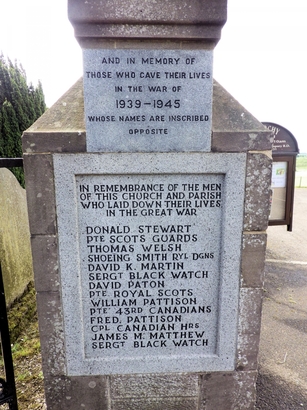 AND IN MEMORY OF
THOSE WHO GAVE THEIR LIVES
IN THE WAR OF
1939-1945
WHOSE NAMES ARE INSCRIBED
OPPOSITE
IN REMEMBRANCE OF THE MEN
OF THIS CHURCH AND PARISH
WHO LAID DOWN THEIR LIVES
IN THE GREAT WAR
DONALD STEWART
PTE SCOTS GUARDS
THOMAS WELSH
SHOEING SMITH RYL DGNS
DAVID K. MARTIN
SERGT BLACK WATCH
DAVID PATON
PTE ROYAL SCOTS
WILLIAM PATTISON
PTE 43RD CANADIANS
FRED. PATTISON
CPL CANADIAN HRS
JAMES M. MATTHEW
SERGT BLACK WATCH